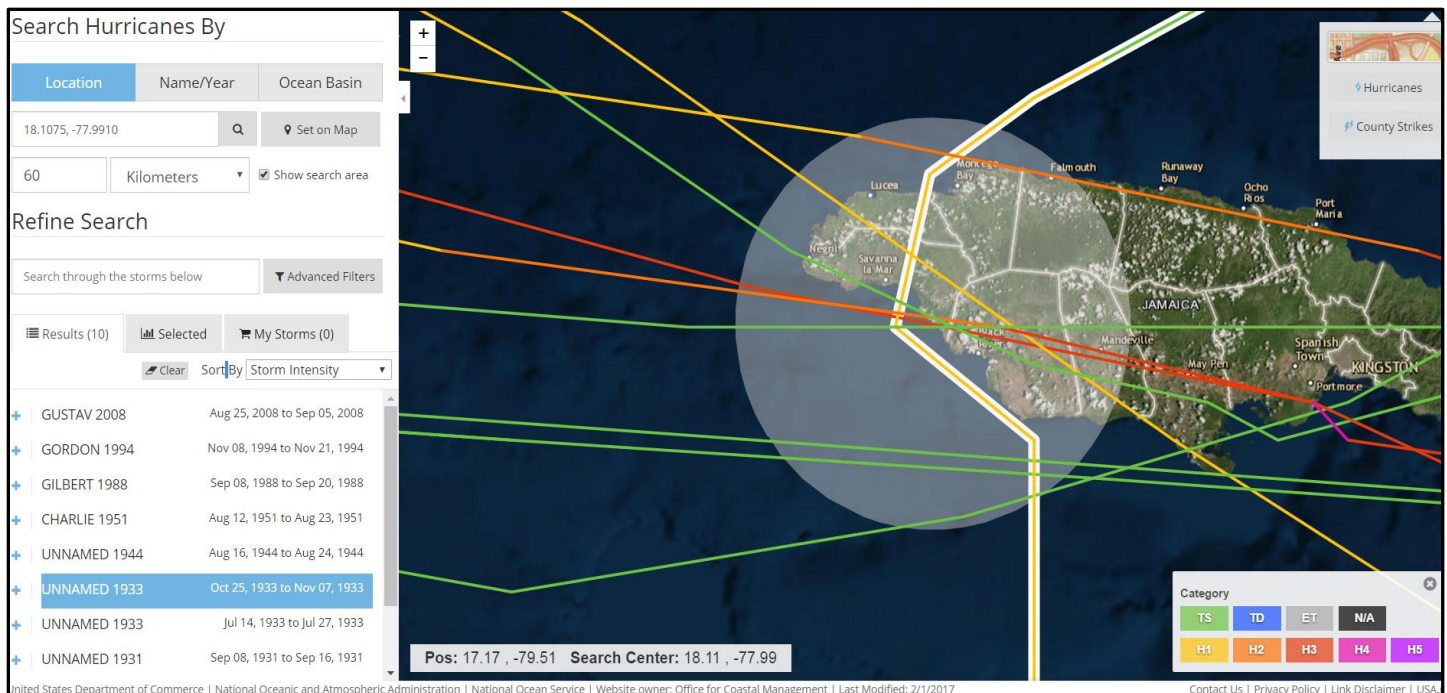 Search Hurricanes By
Location Name/Year Ocean Basin
18.1075, -77.9910 Set on Map
60 Kilometers Show search area
Refine Search
Search through the storms below Advanced Filters
Results (10) Selected My Storms (0)
Clear Sort By Storm Intensity
GUSTAV 2008 Aug 25, 2008 to Sep 05, 2008
GORDON 1994 Nov 08, 1994 to Nov 21, 1994
GILBERT 1988 Sep 08, 1988 to Sep 20, 1988
CHARLIE 1951 Aug 12, 1951 to Aug 23, 1951
UNNAMED 1944 Aug 16, 1944 to Aug 24, 1944
UNNAMED 1933 Oct 25, 1933 to Nov 07, 1933
UNNAMED 1933 Jul 14, 1933 to Jul 27, 1933
UNNAMED 1931 Sep 08, 1931 to Sep 16, 1931
+
−
Ave
Hurricanes
County Strikes
Lucea
Montego
Bay
Falmouth
Runaway
Bay
Ocho
Rios
Port
Maria
Negril
Savanna
la Mar
JAMAICA
Black
River
Mandeville
May Pen
Spanish
Town
KINGSTON
Portmore
Pos: 17.17 , -79.51 Search Center: 18.11 , -77.99
Category
TS TD ET N/A
H1 H2 H3 H4 H5
United States Department of Commerce | National Oceanic and Atmospheric Administration | National Ocean Service | Website owner: Office for Coastal Management | Last Modified: 2/1/2017
Contact Us | Privacy Policy | Link Disclaimer | USA